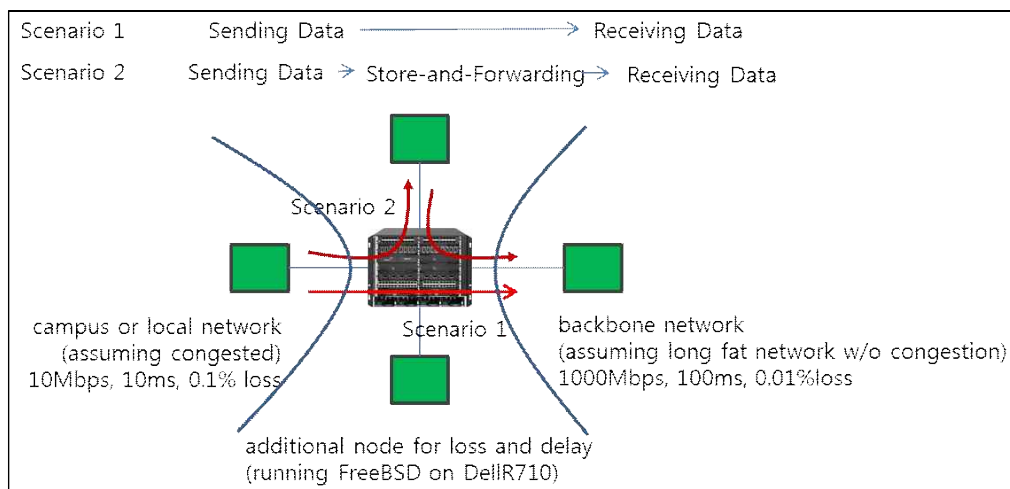 Scenario 1 Sending Data Receiving Data
Scenario 2 Sending Data Store-and-Forwarding Receiving Data
Scenario 2
Scenario 1
campus or local network
(assuming congested)
10Mbps, 10ms, 0.1% loss
backbone network
(assuming long fat network w/o congestion)
1000Mbps, 100ms, 0.01%loss
additional node for loss and delay
(running FreeBSD on DellR710)